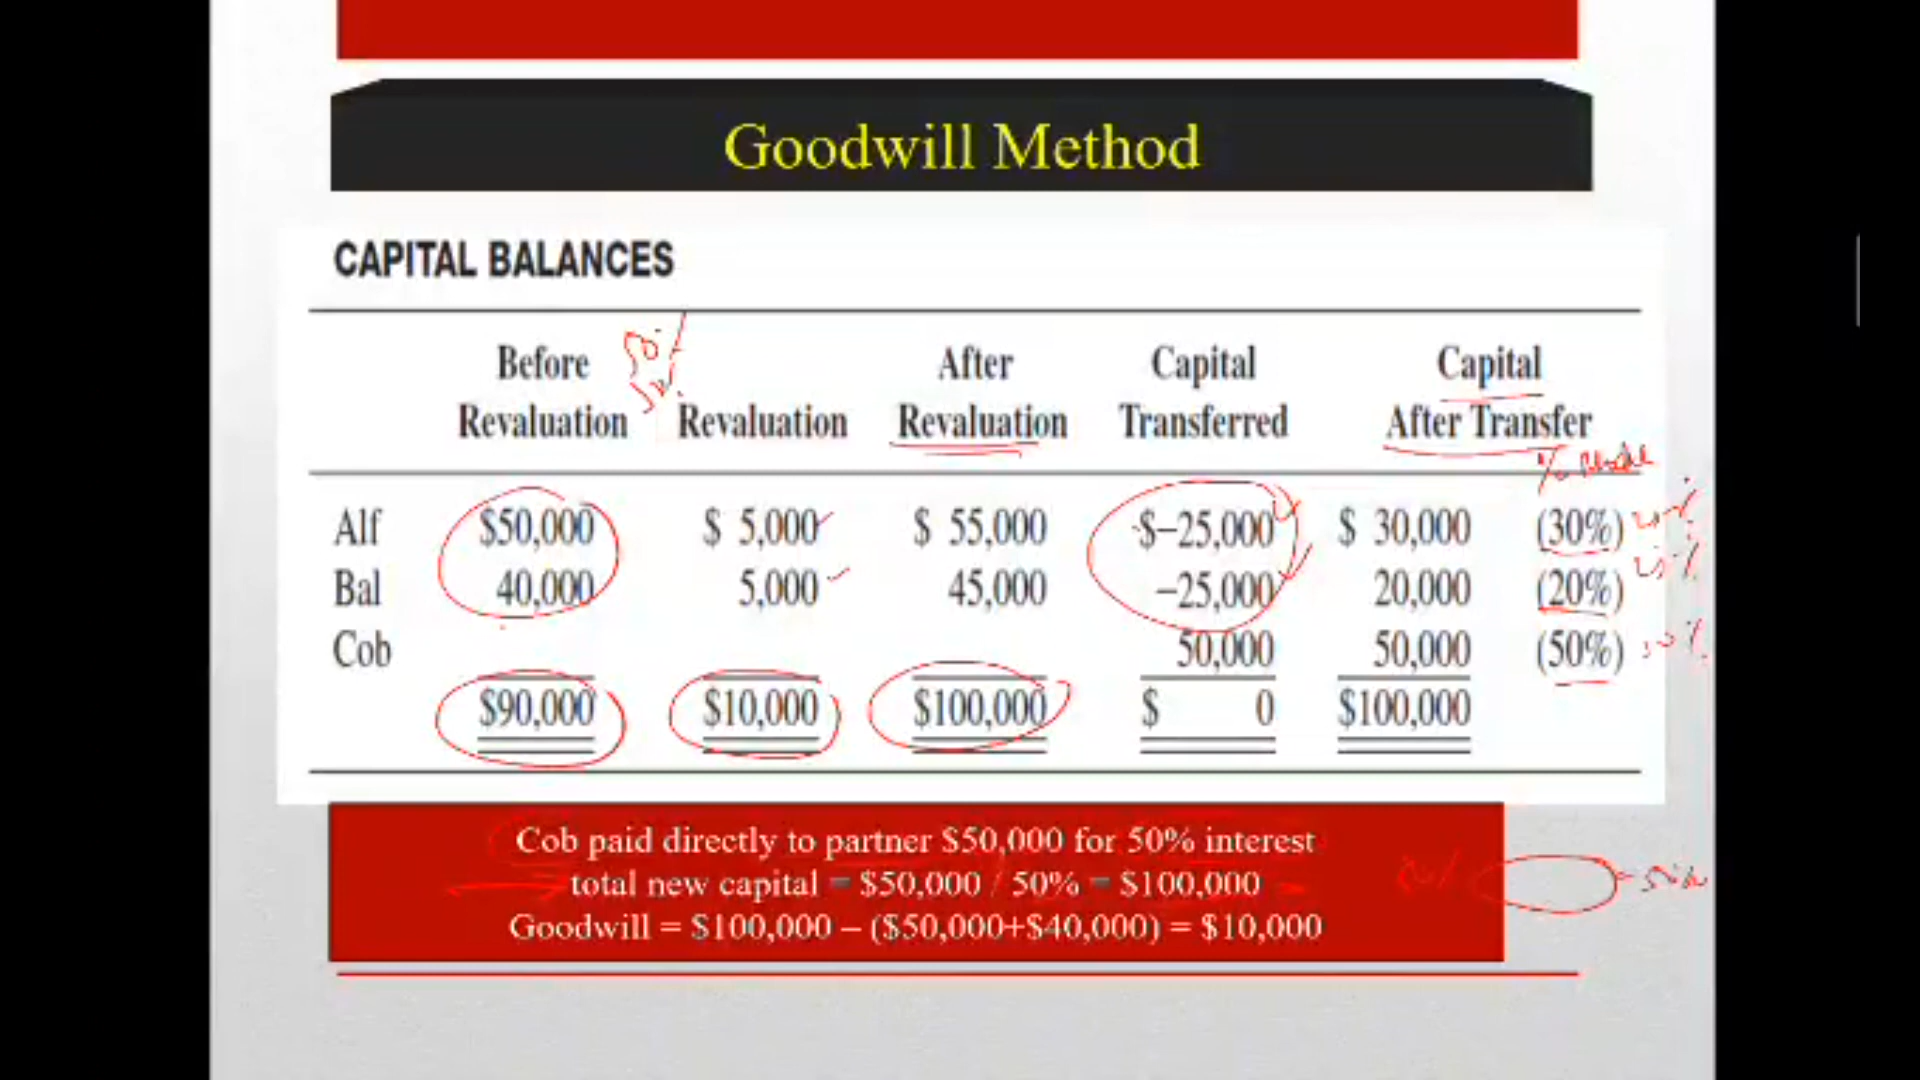 Goodwill Method
CAPITAL BALANCES
Before Revaluation Revaluation After Revaluation Capital Transferred Capital After Transfer
Alf $50,000 $ 5,000 $ 55,000 $–25,000 $ 30,000 (30%)
Bal 40,000 5,000 45,000 –25,000 20,000 (20%)
Cob 50,000 50,000 (50%)
$90,000 $10,000 $100,000 $ 0 $100,000
Cob paid directly to partner $50,000 for 50% interest
total new capital = $50,000 / 50% = $100,000
Goodwill = $100,000 – ($50,000+$40,000) = $10,000